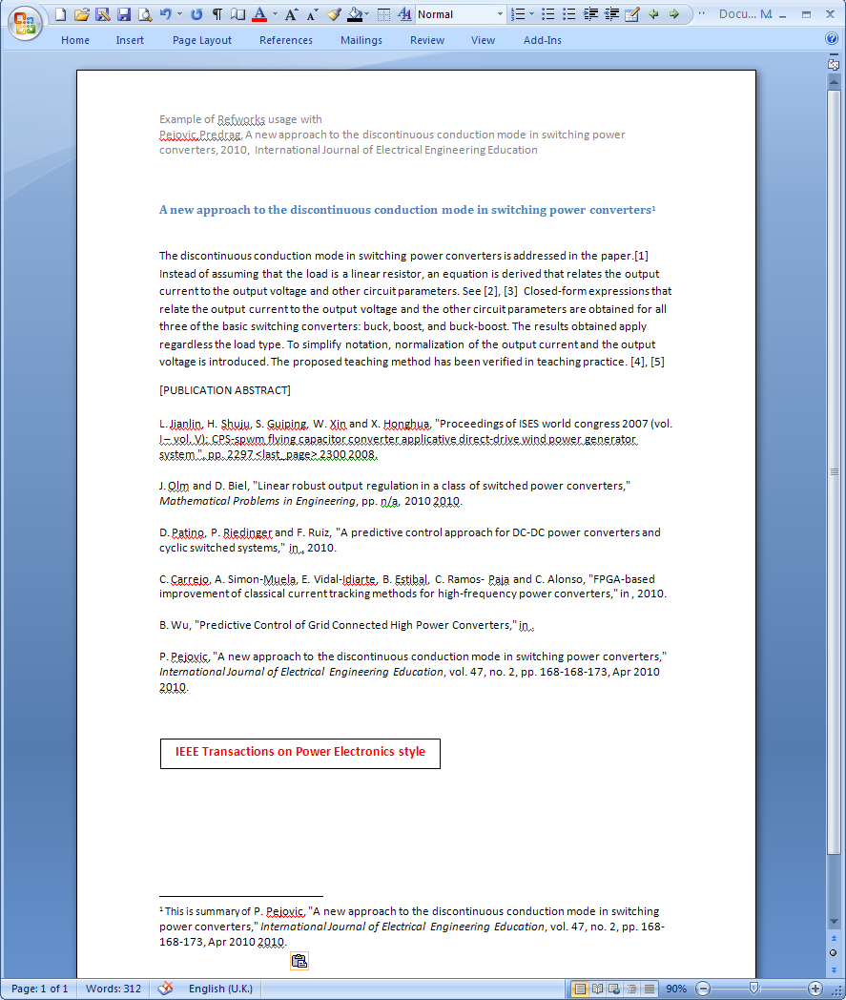 Normal
Docu... M
Home Insert Page Layout References Mailings Review View Add-Ins
Example of Refworks usage with
Pejovic,Predrag, A new approach to the discontinuous conduction mode in switching power
converters, 2010, International Journal of Electrical Engineering Education
A new approach to the discontinuous conduction mode in switching power converters¹
The discontinuous conduction mode in switching power converters is addressed in the paper.[1]
Instead of assuming that the load is a linear resistor, an equation is derived that relates the output
current to the output voltage and other circuit parameters. See [2], [3] Closed-form expressions that
relate the output current to the output voltage and the other circuit parameters are obtained for all
three of the basic switching converters: buck, boost, and buck-boost. The results obtained apply
regardless the load type. To simplify notation, normalization of the output current and the output
voltage is introduced. The proposed teaching method has been verified in teaching practice. [4], [5]
[PUBLICATION ABSTRACT]
L. Jianlin, H. Shuju, S. Guiping, W. Xin and X. Honghua, "Proceedings of ISES world congress 2007 (vol.
I – vol. V); CPS-spwm flying capacitor converter applicative direct-drive wind power generator
system ", pp. 2297 <last_page> 2300 2008.
J. Olm and D. Biel, "Linear robust output regulation in a class of switched power converters,"
Mathematical Problems in Engineering, pp. n/a, 2010 2010.
D. Patino, P. Riedinger and F. Ruiz, "A predictive control approach for DC-DC power converters and
cyclic switched systems," in ,, 2010.
C. Carrejo, A. Simon-Muela, E. Vidal-Idiarte, B. Estibal, C. Ramos- Paja and C. Alonso, "FPGA-based
improvement of classical current tracking methods for high-frequency power converters," in , 2010.
B. Wu, "Predictive Control of Grid Connected High Power Converters," in .
P. Pejovic, "A new approach to the discontinuous conduction mode in switching power converters,"
International Journal of Electrical Engineering Education, vol. 47, no. 2, pp. 168-168-173, Apr 2010
2010.
IEEE Transactions on Power Electronics style
¹ This is summary of P. Pejovic, "A new approach to the discontinuous conduction mode in switching
power converters," International Journal of Electrical Engineering Education, vol. 47, no. 2, pp. 168-
168-173, Apr 2010 2010.
Page: 1 of 1 Words: 312 English (U.K.) 90%